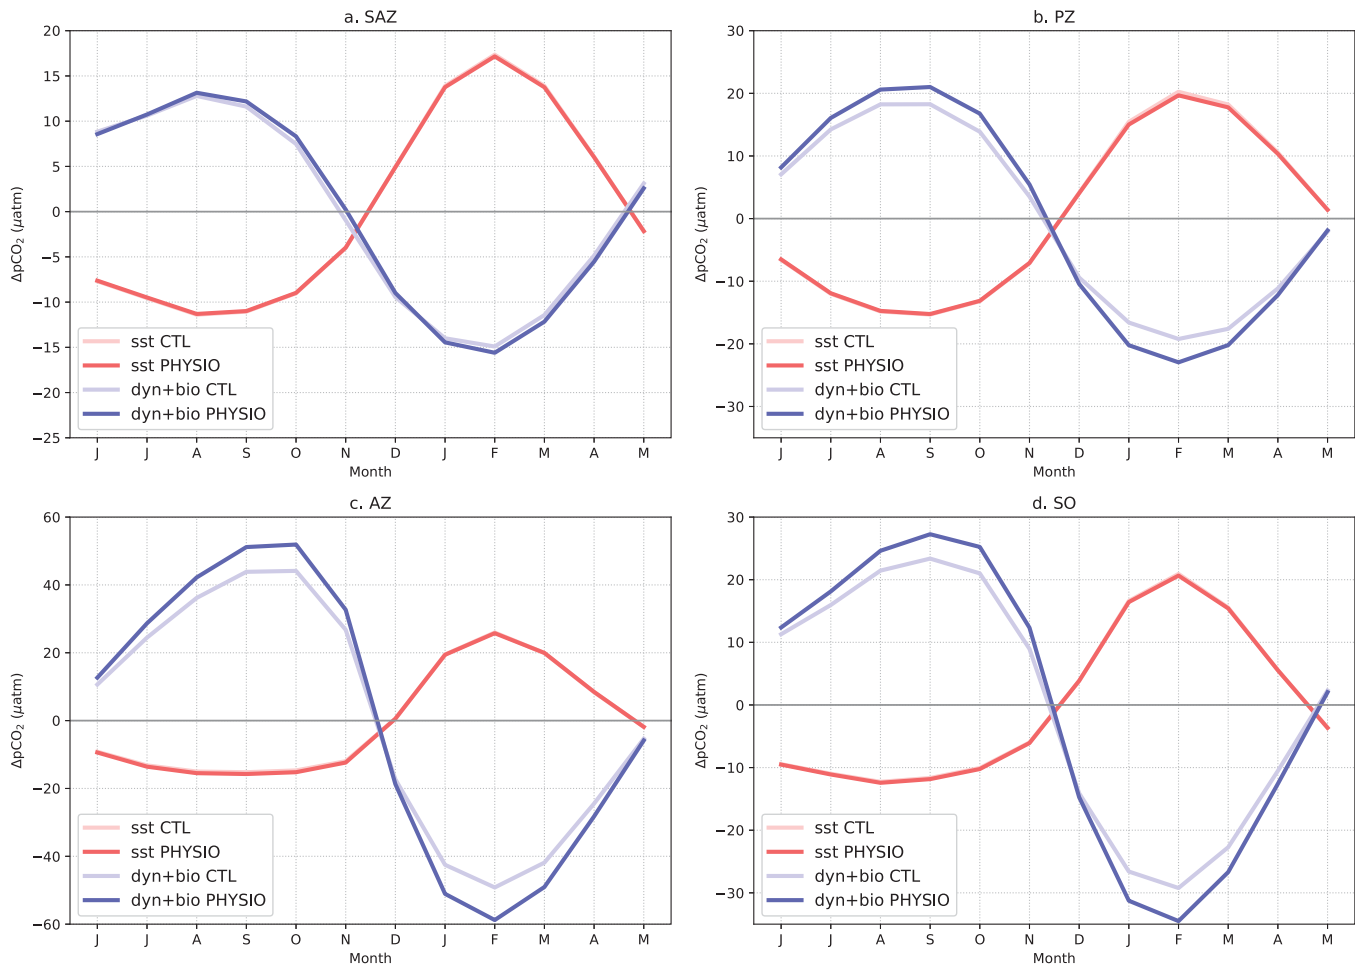 a. SAZ
20
15
10
5
0
−5
−10
−15
−20
−25
ΔpCO₂ (μatm)
sst CTL
sst PHYSIO
dyn+bio CTL
dyn+bio PHYSIO
J J A S O N D J F M A M
Month
b. PZ
30
20
10
0
−10
−20
−30
ΔpCO₂ (μatm)
sst CTL
sst PHYSIO
dyn+bio CTL
dyn+bio PHYSIO
J J A S O N D J F M A M
Month
c. AZ
60
40
20
0
−20
−40
−60
ΔpCO₂ (μatm)
sst CTL
sst PHYSIO
dyn+bio CTL
dyn+bio PHYSIO
J J A S O N D J F M A M
Month
d. SO
30
20
10
0
−10
−20
−30
ΔpCO₂ (μatm)
sst CTL
sst PHYSIO
dyn+bio CTL
dyn+bio PHYSIO
J J A S O N D J F M A M
Month